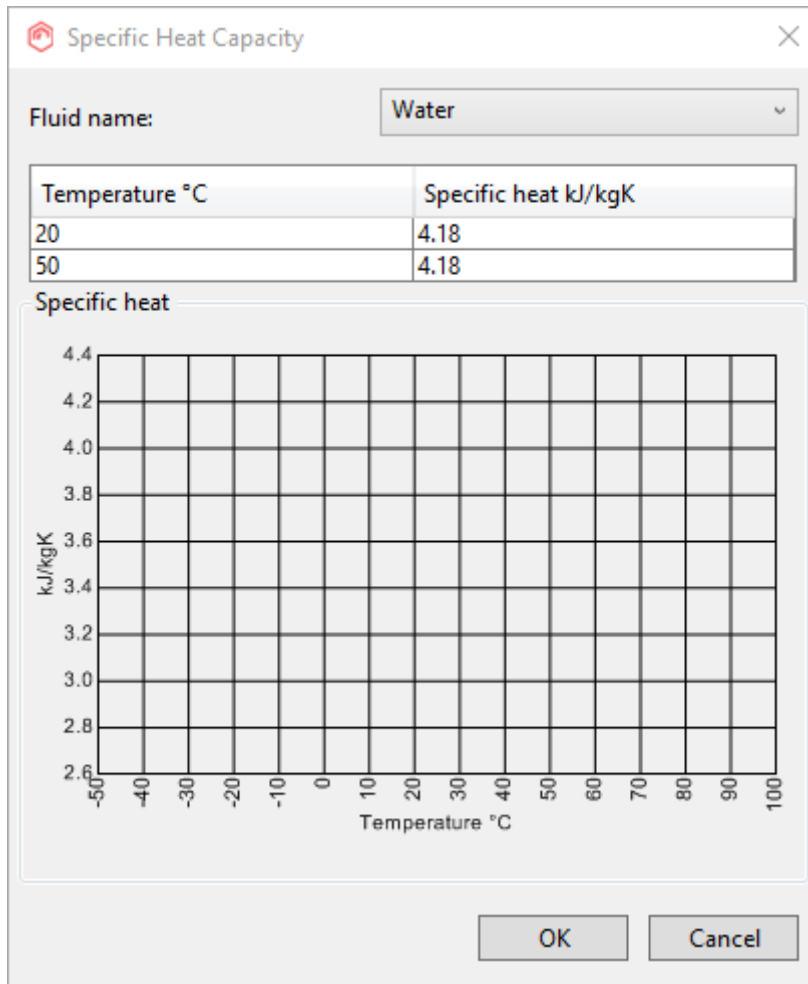 Specific Heat Capacity
Fluid name: Water
Temperature °C Specific heat kJ/kgK
20 4.18
50 4.18
Specific heat
4.4
4.2
4.0
3.8
3.6
3.4
3.2
3.0
2.8
2.6
kJ/kgK
-50 -40 -30 -20 -10 0 10 20 30 40 50 60 70 80 90 100
Temperature °C
OK Cancel